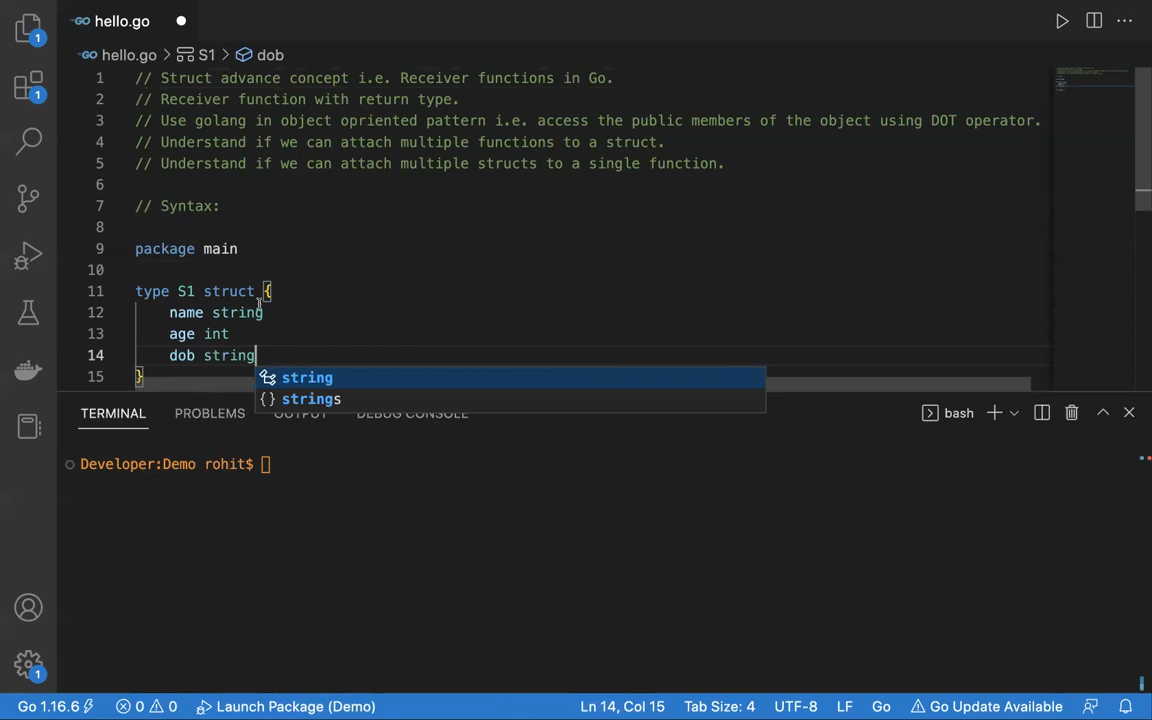 hello.go
hello.go > S1 > dob
1 // Struct advance concept i.e. Receiver functions in Go.
2 // Receiver function with return type.
3 // Use golang in object opriented pattern i.e. access the public members of the object using DOT operator.
4 // Understand if we can attach multiple functions to a struct.
5 // Understand if we can attach multiple structs to a single function.
6
7 // Syntax:
8
9 package main
10
11 type S1 struct {
12 name string
13 age int
14 dob string
15 }
string
strings
TERMINAL PROBLEMS OUTPUT DEBUG CONSOLE bash
Developer:Demo rohit$
Go 1.16.6 0 0 Launch Package (Demo) Ln 14, Col 15 Tab Size: 4 UTF-8 LF Go Go Update Available